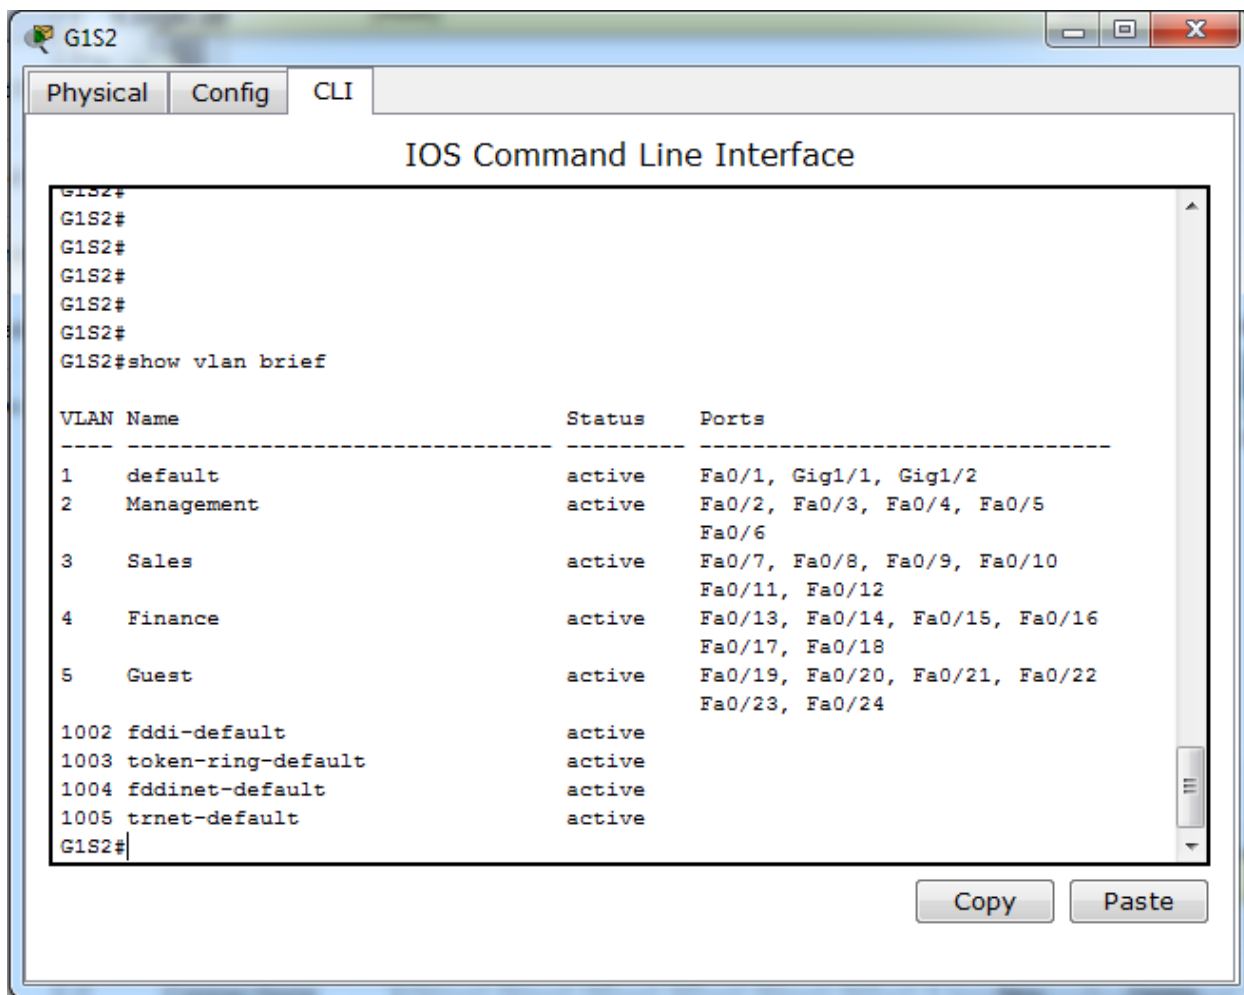 G1S2
Physical Config CLI
IOS Command Line Interface
G1S2#
G1S2#
G1S2#
G1S2#
G1S2#
G1S2#
G1S2#show vlan brief
VLAN Name Status Ports
---- -------------------------------- --------- -------------------------------
1 default active Fa0/1, Gig1/1, Gig1/2
2 Management active Fa0/2, Fa0/3, Fa0/4, Fa0/5
Fa0/6
3 Sales active Fa0/7, Fa0/8, Fa0/9, Fa0/10
Fa0/11, Fa0/12
4 Finance active Fa0/13, Fa0/14, Fa0/15, Fa0/16
Fa0/17, Fa0/18
5 Guest active Fa0/19, Fa0/20, Fa0/21, Fa0/22
Fa0/23, Fa0/24
1002 fddi-default active
1003 token-ring-default active
1004 fddinet-default active
1005 trnet-default active
G1S2#
Copy Paste